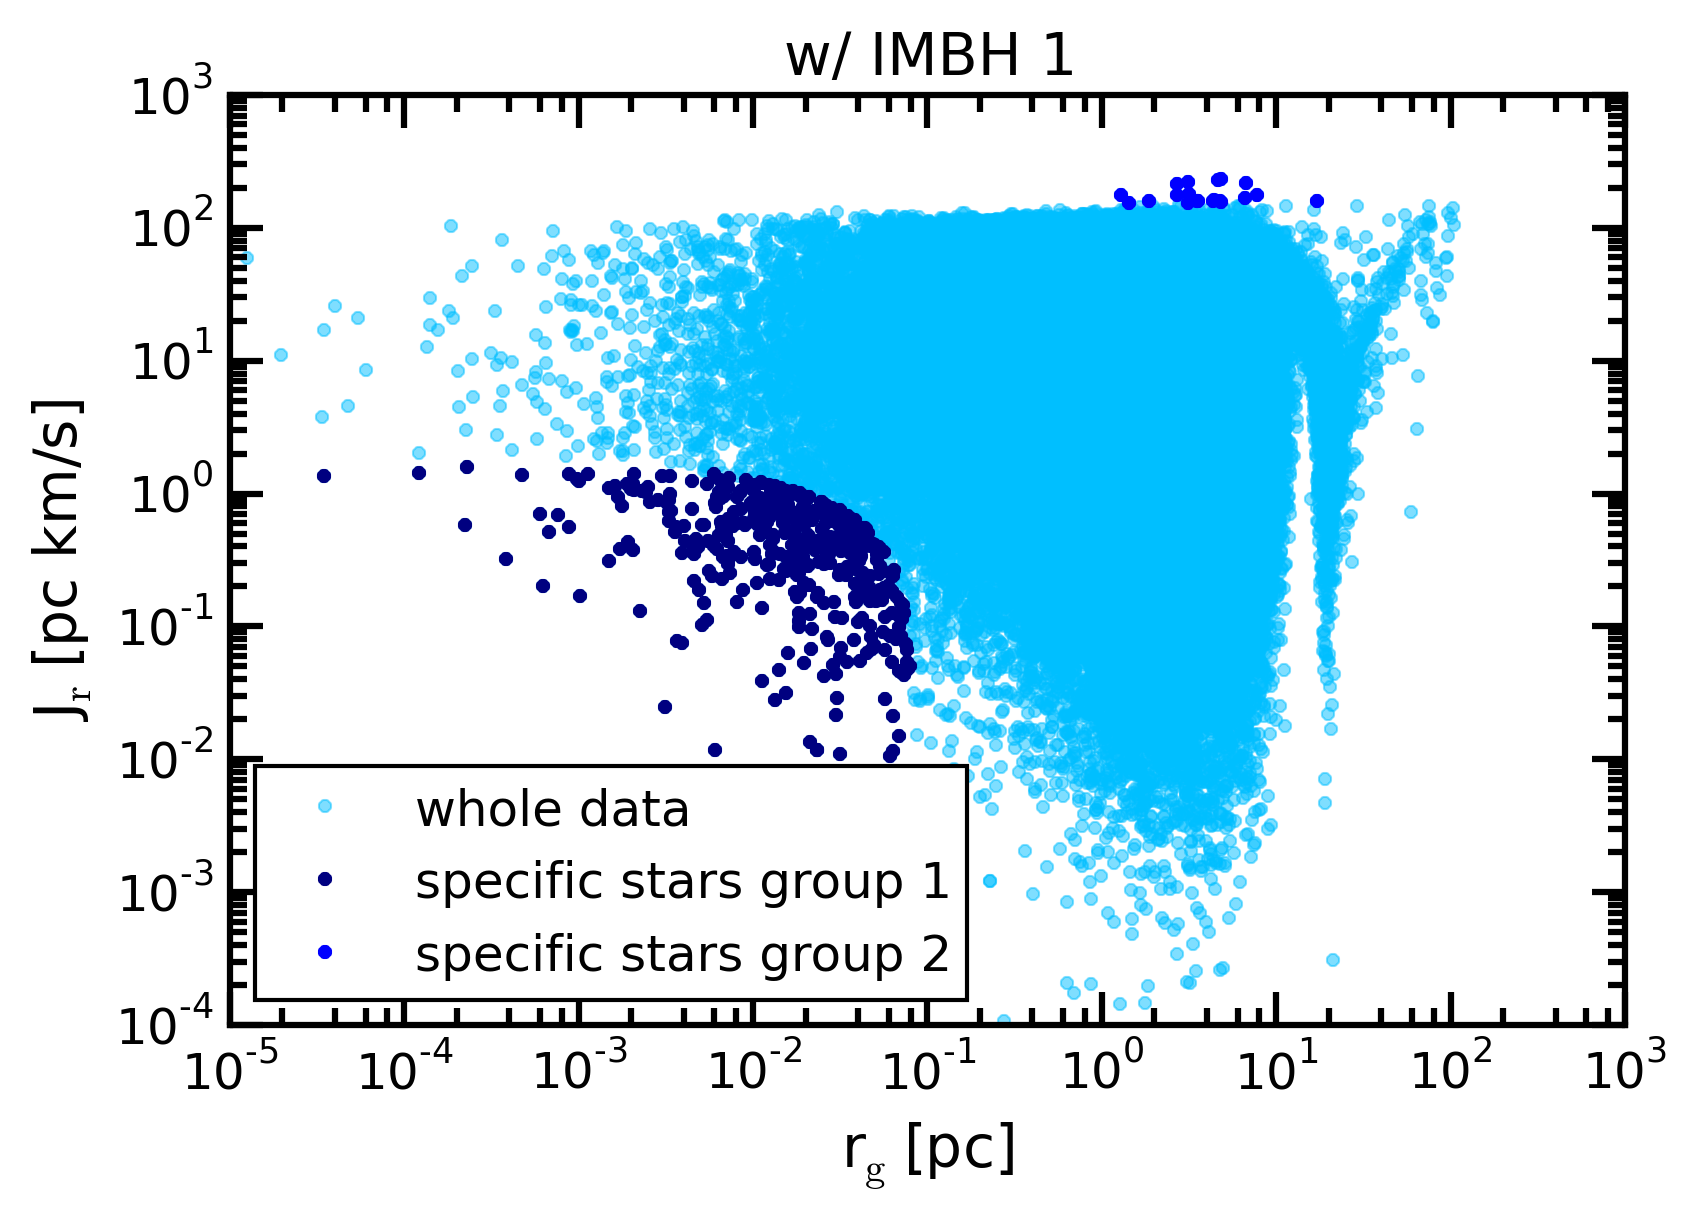 w/ IMBH 1
J_r [pc km/s]
10^3
10^2
10^1
10^0
10^-1
10^-2
10^-3
10^-4
whole data
specific stars group 1
specific stars group 2
10^-5 10^-4 10^-3 10^-2 10^-1 10^0 10^1 10^2 10^3
r_g [pc]